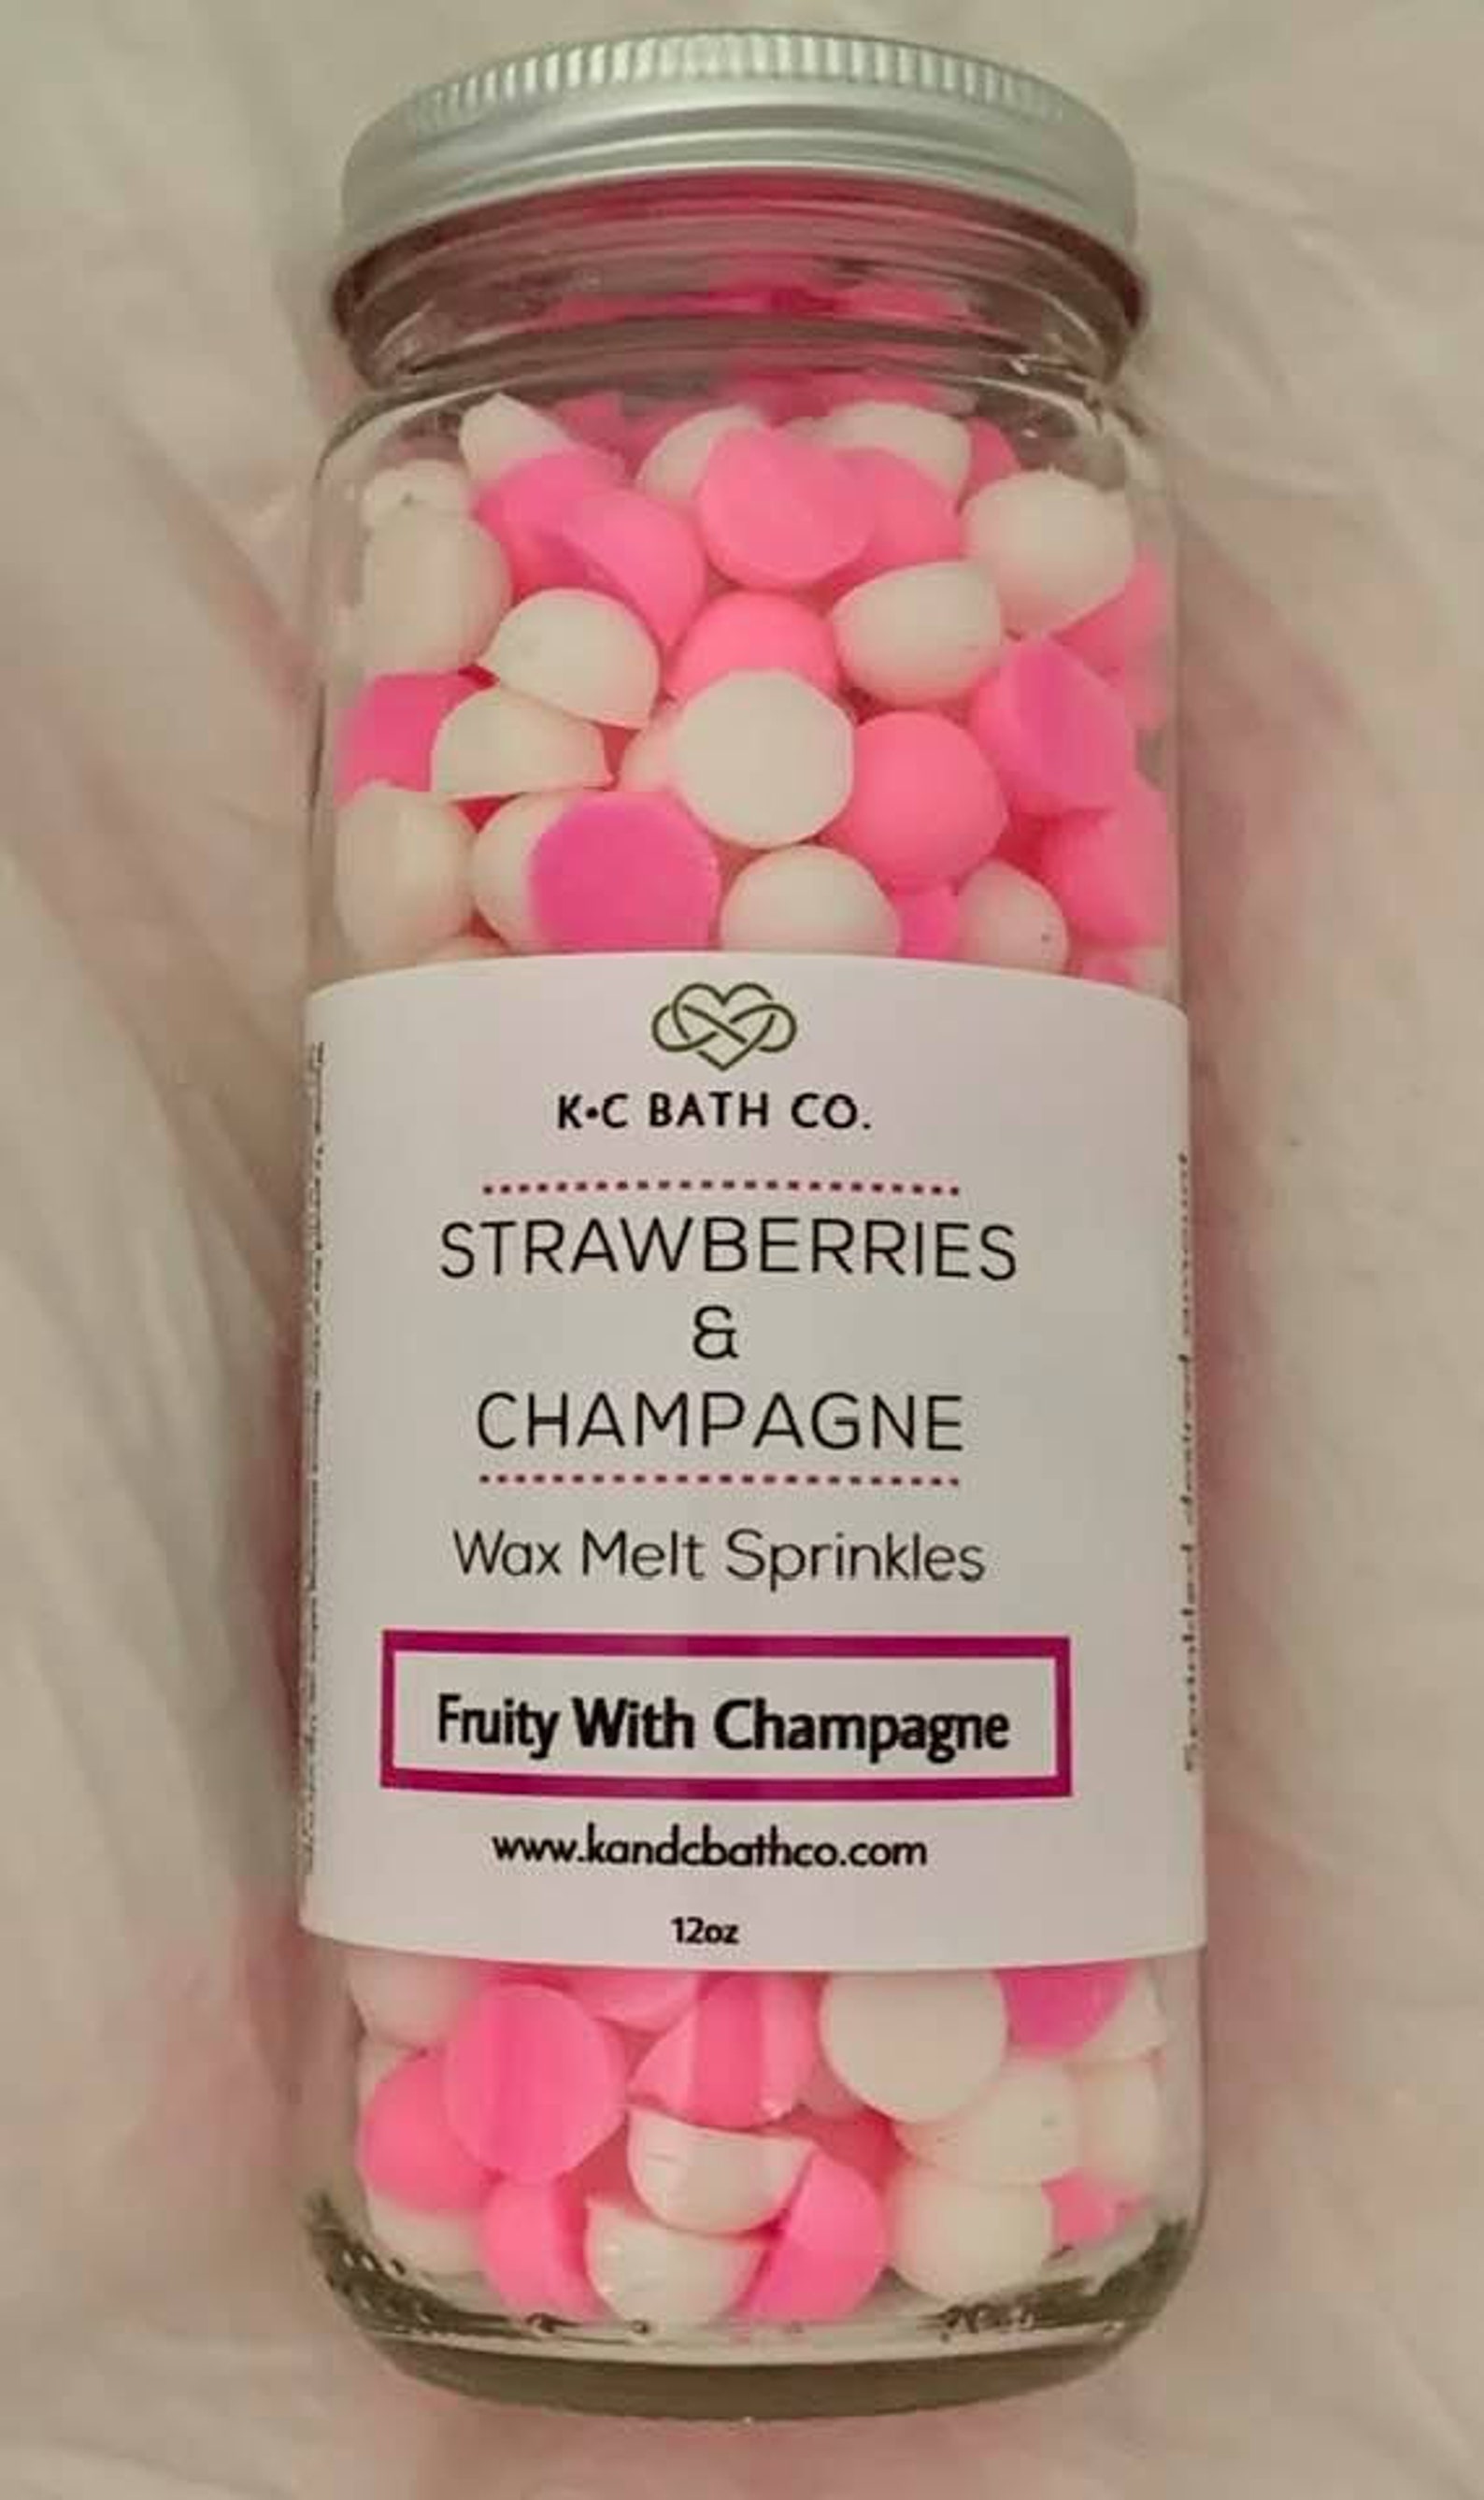 K•C BATH CO.
STRAWBERRIES
&
CHAMPAGNE
Wax Melt Sprinkles
Fruity With Champagne
www.kandcbathco.com
12oz